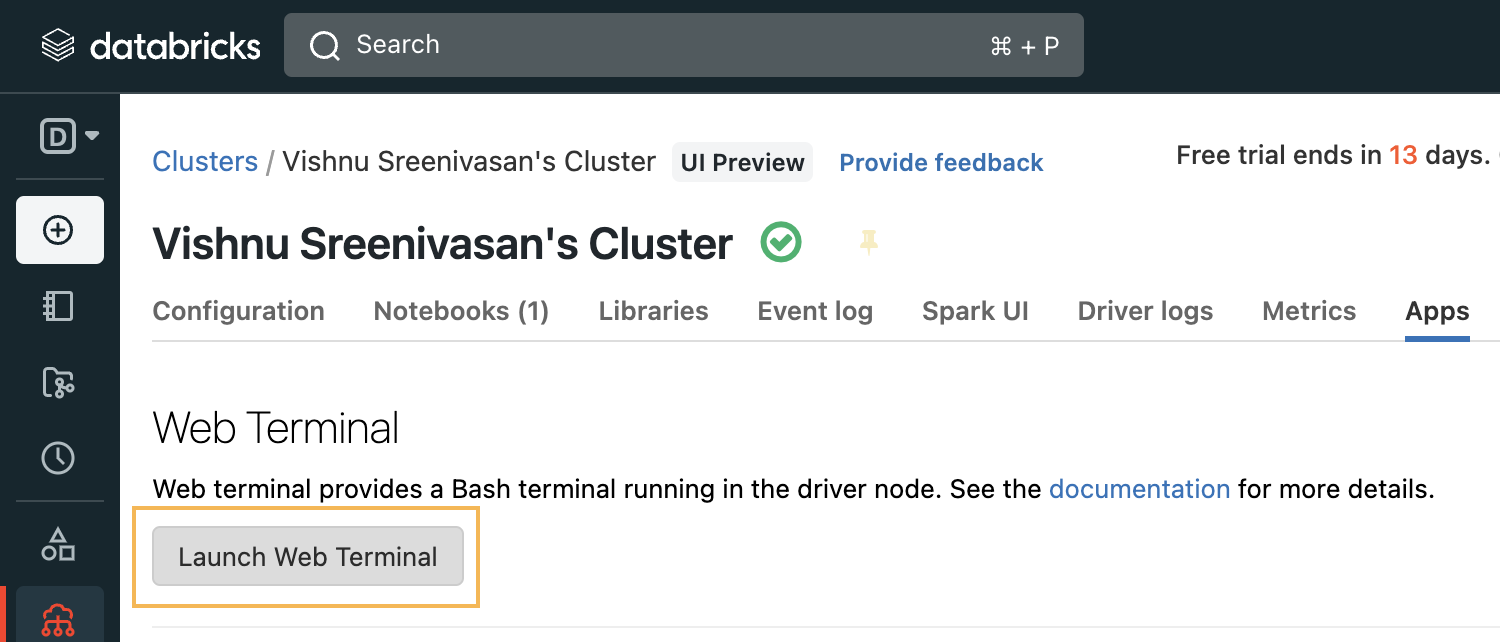 databricks
Search
⌘ + P
D
Clusters / Vishnu Sreenivasan's Cluster UI Preview Provide feedback
Free trial ends in 13 days.
Vishnu Sreenivasan's Cluster
Configuration Notebooks (1) Libraries Event log Spark UI Driver logs Metrics Apps
Web Terminal
Web terminal provides a Bash terminal running in the driver node. See the documentation for more details.
Launch Web Terminal